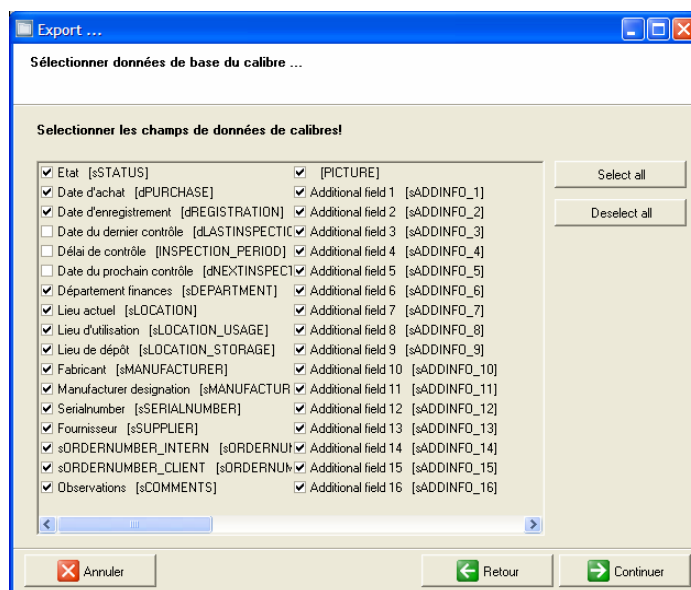 Export ...
Sélectionner données de base du calibre ...
Selectionner les champs de données de calibres!
Etat [sSTATUS]
Date d'achat [dPURCHASE]
Date d'enregistrement [dREGISTRATION]
Date du dernier contrôle [dLASTINSPECTIC
Délai de contrôle [INSPECTION_PERIOD]
Date du prochain contrôle [dNEXTINSPECT
Département finances [sDEPARTMENT]
Lieu actuel [sLOCATION]
Lieu d'utilisation [sLOCATION_USAGE]
Lieu de dépôt [sLOCATION_STORAGE]
Fabricant [sMANUFACTURER]
Manufacturer designation [sMANUFACTUR
Serialnumber [sSERIALNUMBER]
Fournisseur [sSUPPLIER]
sORDERNUMBER_INTERN [sORDERNUM
sORDERNUMBER_CLIENT [sORDERNUM
Observations [sCOMMENTS]
[PICTURE]
Additional field 1 [sADDINFO_1]
Additional field 2 [sADDINFO_2]
Additional field 3 [sADDINFO_3]
Additional field 4 [sADDINFO_4]
Additional field 5 [sADDINFO_5]
Additional field 6 [sADDINFO_6]
Additional field 7 [sADDINFO_7]
Additional field 8 [sADDINFO_8]
Additional field 9 [sADDINFO_9]
Additional field 10 [sADDINFO_10]
Additional field 11 [sADDINFO_11]
Additional field 12 [sADDINFO_12]
Additional field 13 [sADDINFO_13]
Additional field 14 [sADDINFO_14]
Additional field 15 [sADDINFO_15]
Additional field 16 [sADDINFO_16]
Select all
Deselect all
Annuler
Retour
Continuer